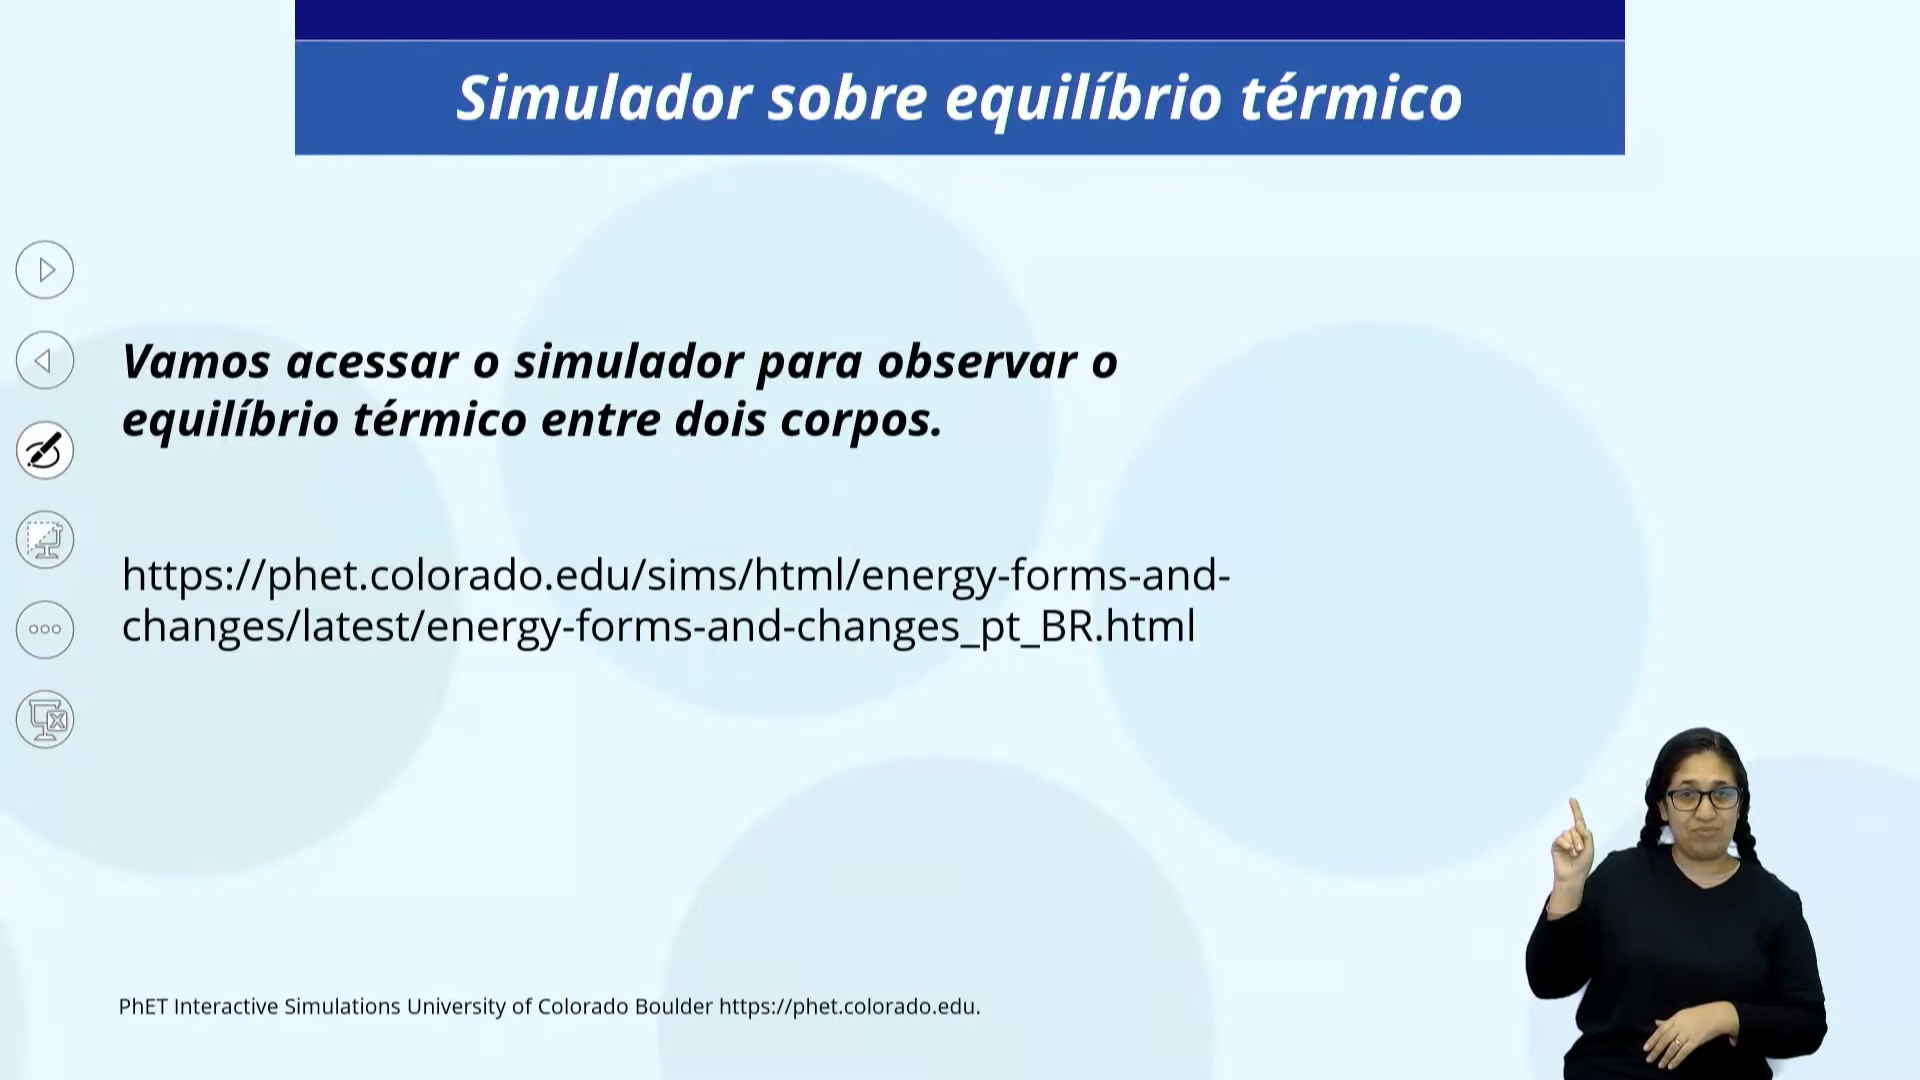 Simulador sobre equilíbrio térmico
Vamos acessar o simulador para observar o
equilíbrio térmico entre dois corpos.
https://phet.colorado.edu/sims/html/energy-forms-and-
changes/latest/energy-forms-and-changes_pt_BR.html
PhET Interactive Simulations University of Colorado Boulder https://phet.colorado.edu.